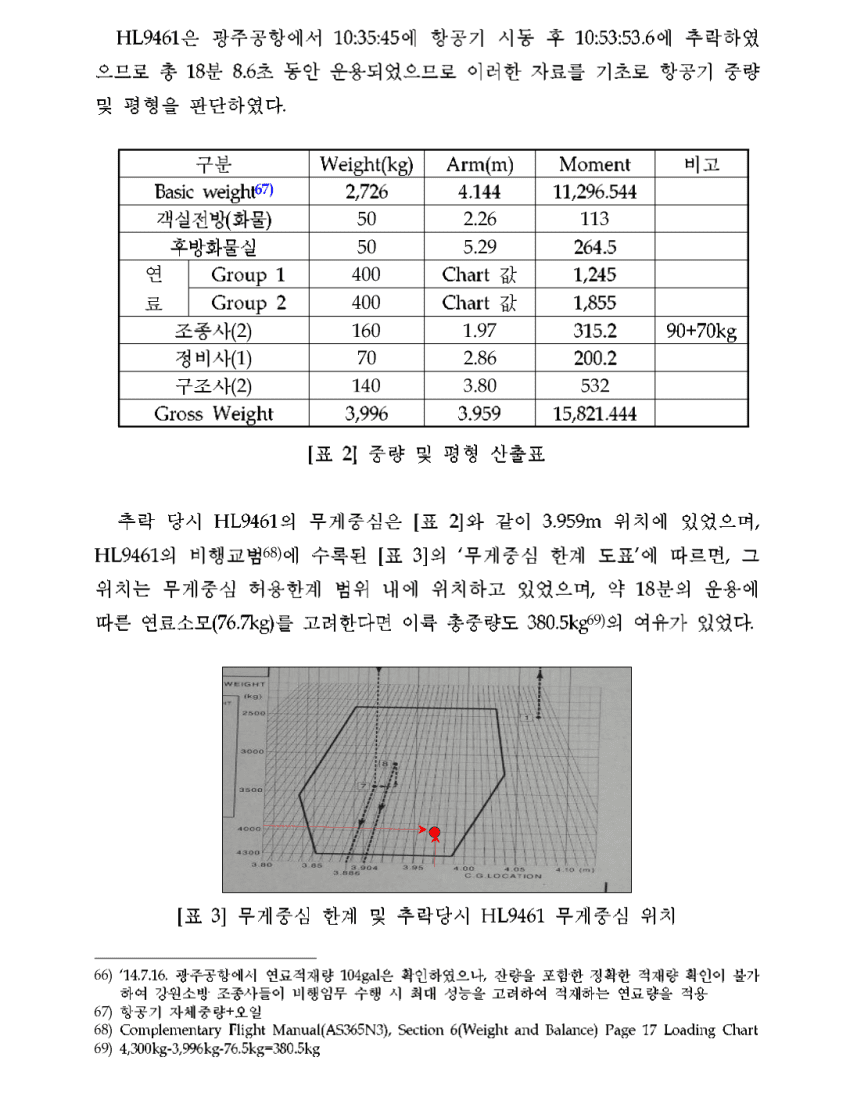 HL9461은 광주공항에서 10:35:45에 항공기 시동 후 10:53:53.6에 추락하였
으므로 총 18분 8.6초 동안 운용되었으므로 이러한 자료를 기초로 항공기 중량
및 평형을 판단하였다.
구분 Weight(kg) Arm(m) Moment 비고
Basic weight67) 2,726 4.144 11,296.544
객실전방(화물) 50 2.26 113
후방화물실 50 5.29 264.5
연료 Group 1 400 Chart 값 1,245
Group 2 400 Chart 값 1,855
조종사(2) 160 1.97 315.2 90+70kg
정비사(1) 70 2.86 200.2
구조사(2) 140 3.80 532
Gross Weight 3,996 3.959 15,821.444
[표 2] 중량 및 평형 산출표
추락 당시 HL9461의 무게중심은 [표 2]와 같이 3.959m 위치에 있었으며,
HL9461의 비행교범68)에 수록된 [표 3]의 '무게중심 한계 도표'에 따르면, 그
위치는 무게중심 허용한계 범위 내에 위치하고 있었으며, 약 18분의 운용에
따른 연료소모(76.7kg)를 고려한다면 이륙 총중량도 380.5kg69)의 여유가 있었다.
WEIGHT
(kg)
2500
1
3000
8
7
3500
4000
4300
3.80 3.85 3.904 3.95 4.00 4.05 4.10 (m)
3.886 C.G.LOCATION
[표 3] 무게중심 한계 및 추락당시 HL9461 무게중심 위치
66) '14.7.16. 광주공항에서 연료적재량 104gal은 확인하였으나, 잔량을 포함한 정확한 적재량 확인이 불가
하여 강원소방 조종사들이 비행임무 수행 시 최대 성능을 고려하여 적재하는 연료량을 적용
67) 항공기 자체중량+오일
68) Complementary Flight Manual(AS365N3), Section 6(Weight and Balance) Page 17 Loading Chart
69) 4,300kg-3,996kg-76.5kg=380.5kg